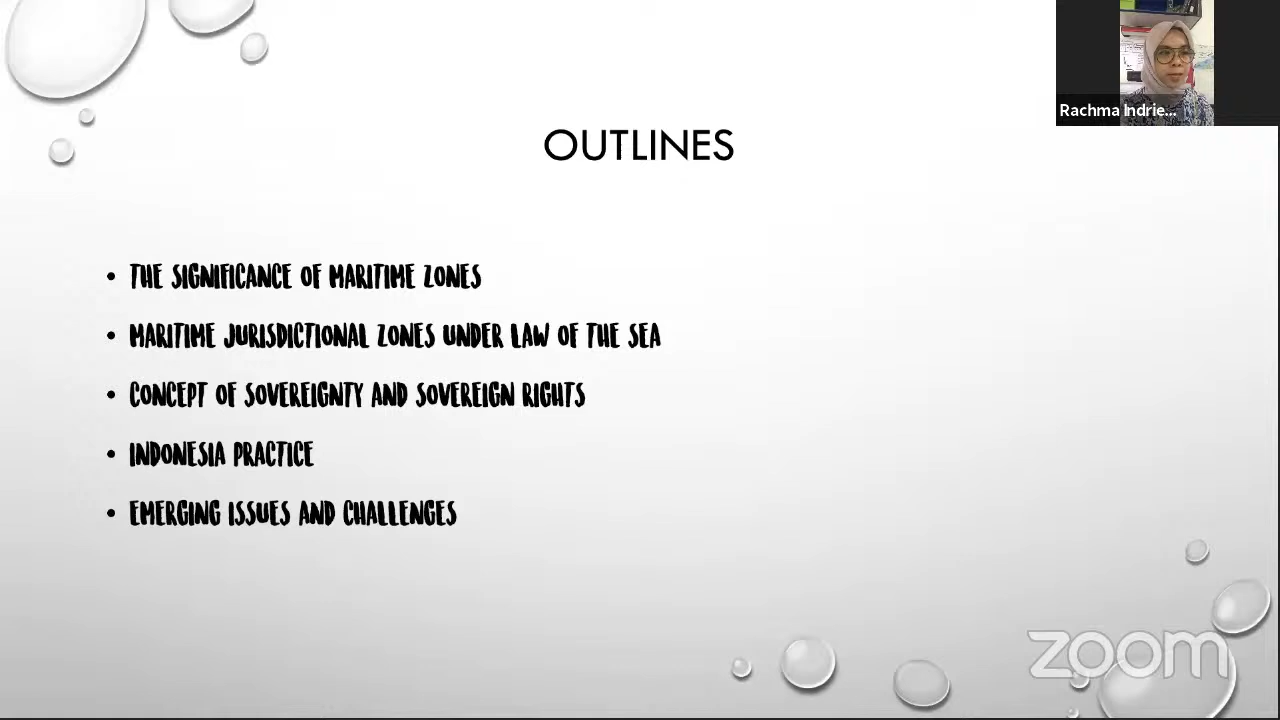 Rachma Indrie...
OUTLINES
• THE SIGNIFICANCE OF MARITIME ZONES
• MARITIME JURISDICTIONAL ZONES UNDER LAW OF THE SEA
• CONCEPT OF SOVEREIGNTY AND SOVEREIGN RIGHTS
• INDONESIA PRACTICE
• EMERGING ISSUES AND CHALLENGES
zoom